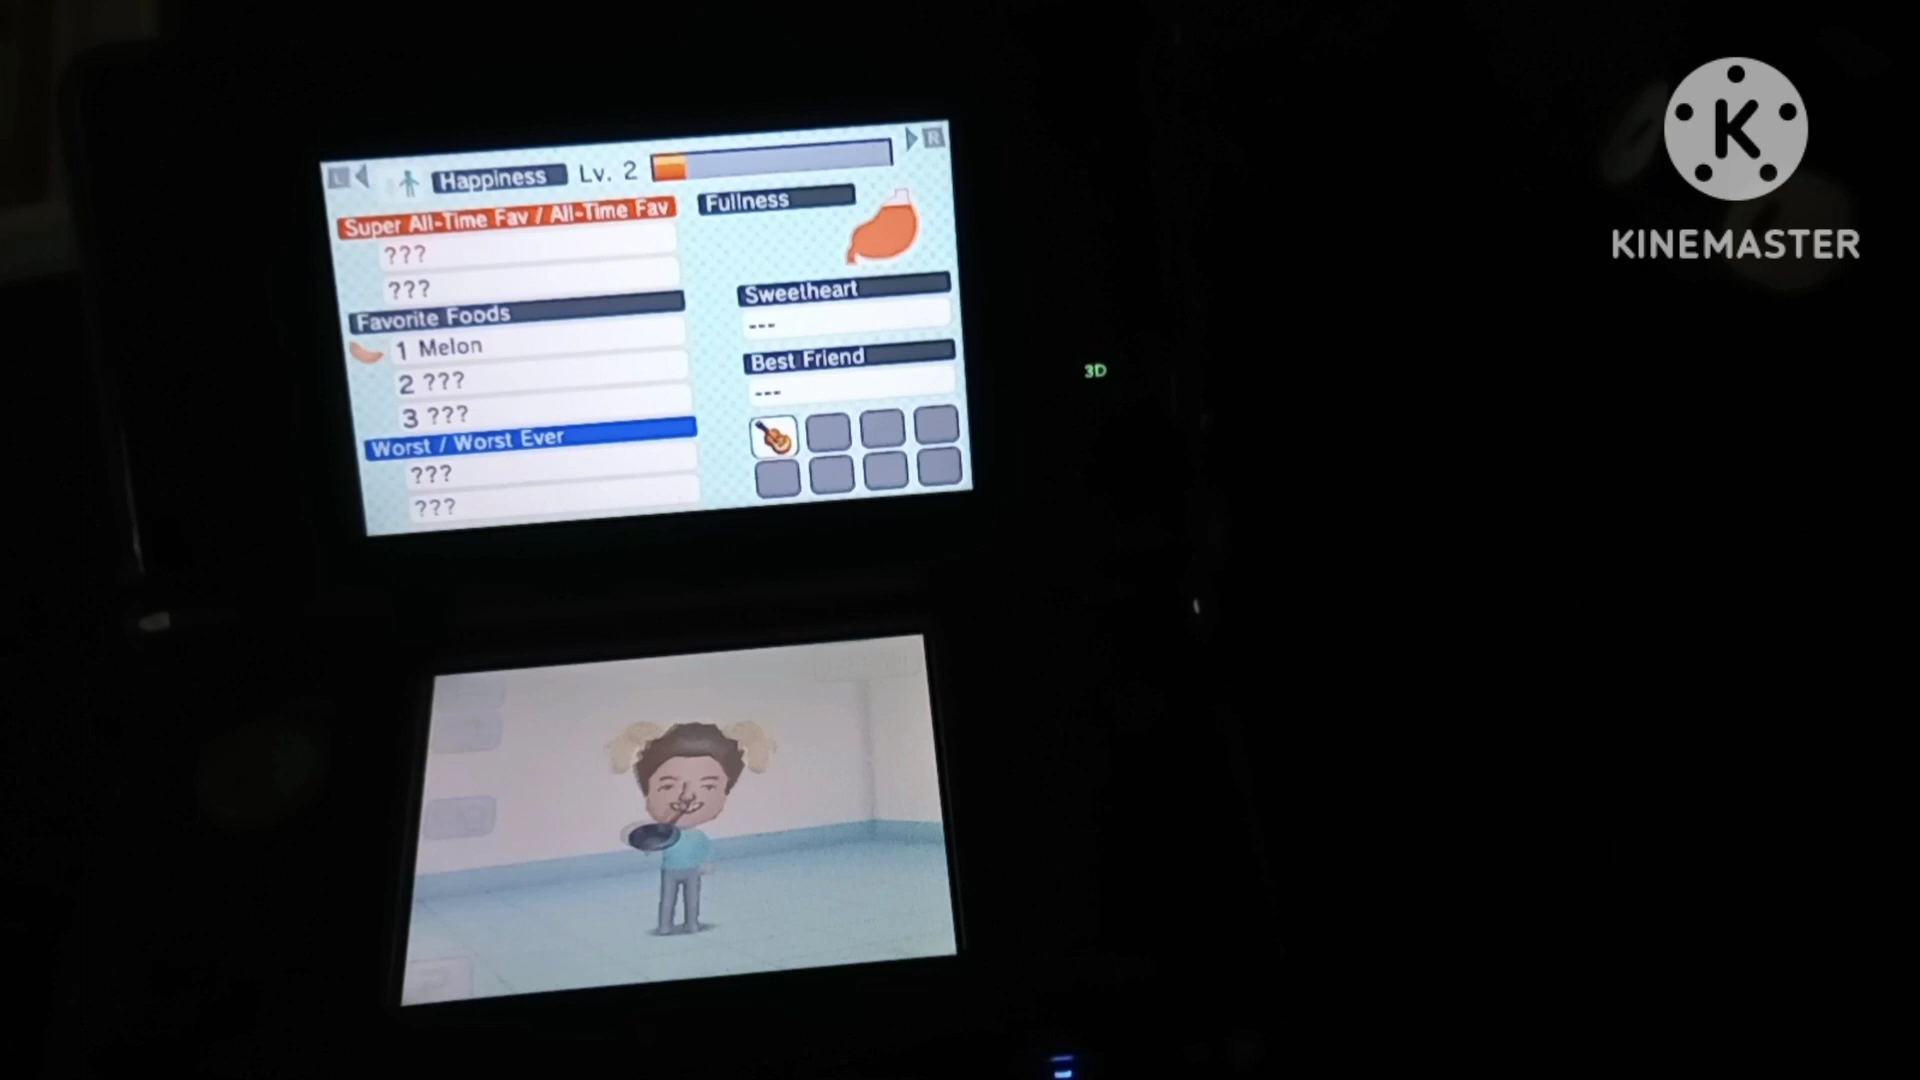 L
Happiness Lv. 2
R
Super All-Time Fav / All-Time Fav
???
???
Favorite Foods
1 Melon
2 ???
3 ???
Worst / Worst Ever
???
???
Fullness
Sweetheart
---
Best Friend
---
3D
K
KINEMASTER